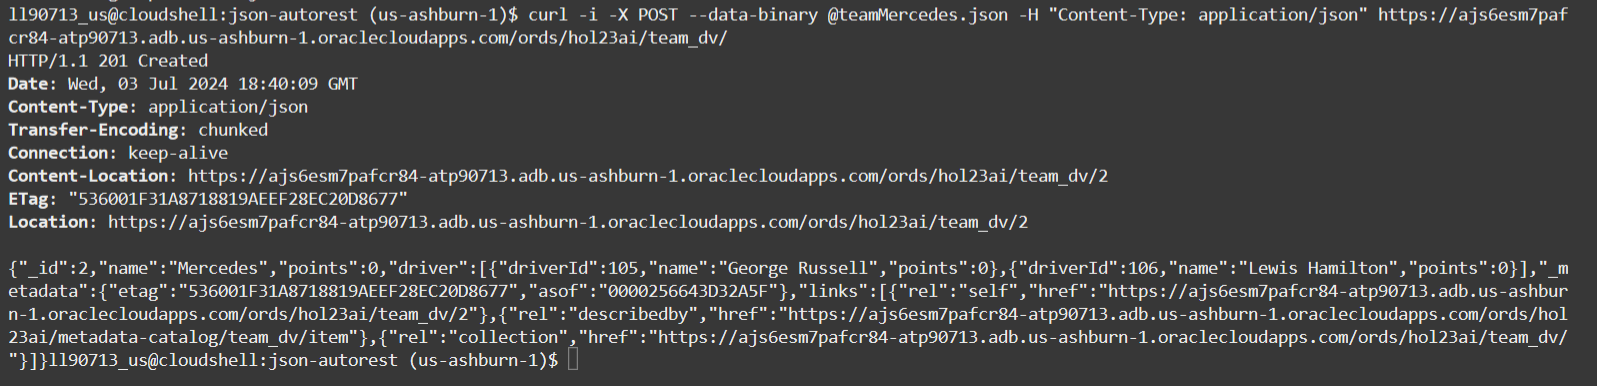 ll90713_us@cloudshell:json-autorest (us-ashburn-1)$ curl -i -X POST --data-binary @teamMercedes.json -H "Content-Type: application/json" https://ajs6esm7paf
cr84-atp90713.adb.us-ashburn-1.oraclecloudapps.com/ords/hol23ai/team_dv/
HTTP/1.1 201 Created
Date: Wed, 03 Jul 2024 18:40:09 GMT
Content-Type: application/json
Transfer-Encoding: chunked
Connection: keep-alive
Content-Location: https://ajs6esm7pafcr84-atp90713.adb.us-ashburn-1.oraclecloudapps.com/ords/hol23ai/team_dv/2
ETag: "536001F31A8718819AEEF28EC20D8677"
Location: https://ajs6esm7pafcr84-atp90713.adb.us-ashburn-1.oraclecloudapps.com/ords/hol23ai/team_dv/2

{"_id":2,"name":"Mercedes","points":0,"driver":[{"driverId":105,"name":"George Russell","points":0},{"driverId":106,"name":"Lewis Hamilton","points":0}],"_m
etadata":{"etag":"536001F31A8718819AEEF28EC20D8677","asof":"0000256643D32A5F"},"links":[{"rel":"self","href":"https://ajs6esm7pafcr84-atp90713.adb.us-ashbur
n-1.oraclecloudapps.com/ords/hol23ai/team_dv/2"},{"rel":"describedby","href":"https://ajs6esm7pafcr84-atp90713.adb.us-ashburn-1.oraclecloudapps.com/ords/hol
23ai/metadata-catalog/team_dv/item"},{"rel":"collection","href":"https://ajs6esm7pafcr84-atp90713.adb.us-ashburn-1.oraclecloudapps.com/ords/hol23ai/team_dv/
"}]}ll90713_us@cloudshell:json-autorest (us-ashburn-1)$